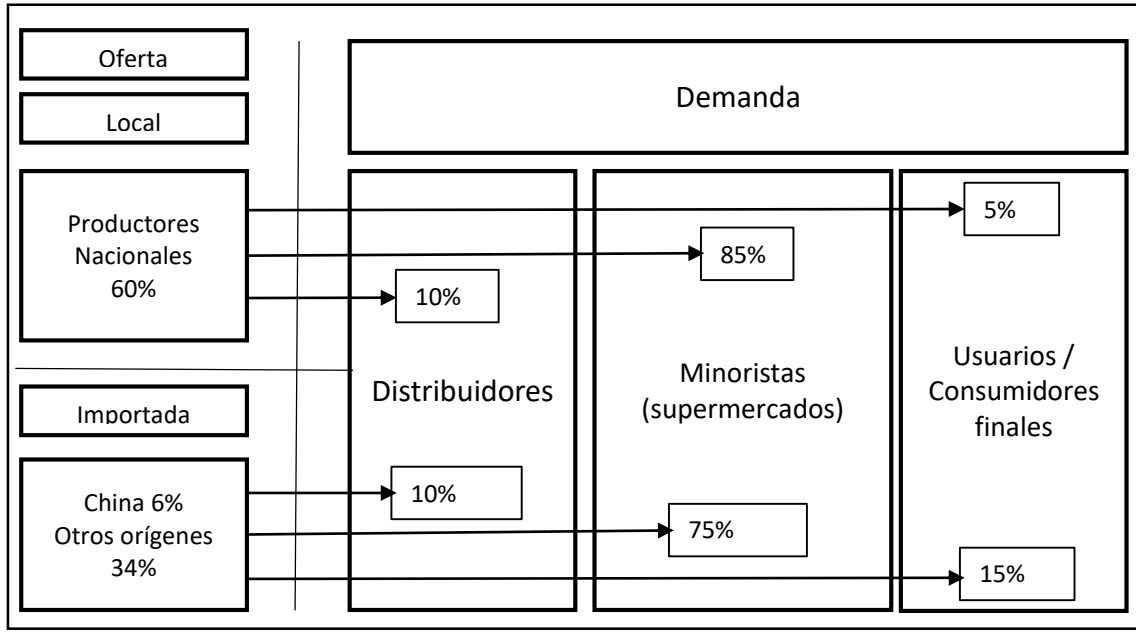 Oferta
Local
Productores
Nacionales
60%
Importada
China 6%
Otros orígenes
34%
Demanda
5%
85%
10%
Distribuidores
Minoristas
(supermercados)
Usuarios /
Consumidores
finales
10%
75%
15%